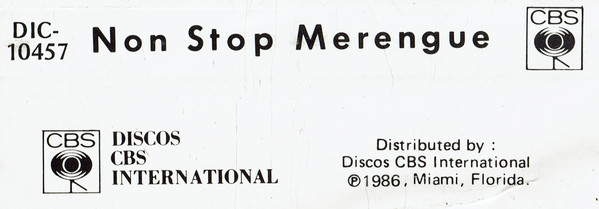 DIC-
10457
Non Stop Merengue
CBS
CBS
DISCOS
CBS
INTERNATIONAL
Distributed by :
Discos CBS International
℗1986, Miami, Florida.